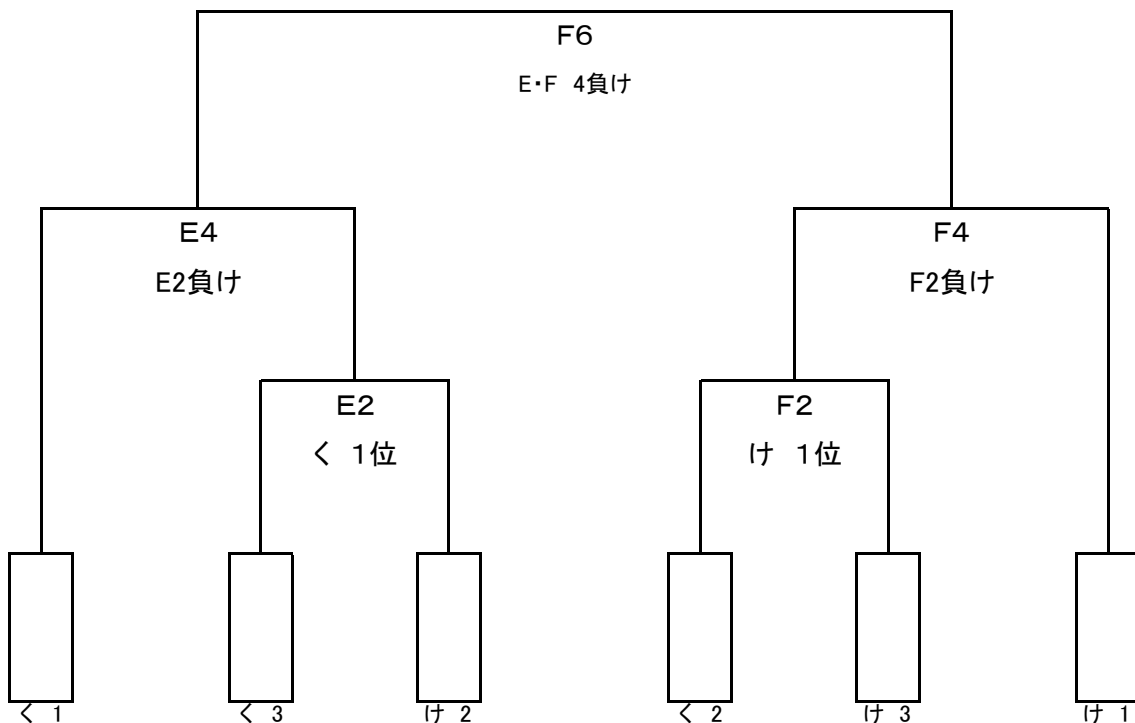 F6
E・F 4負け
E4
F4
E2負け
F2負け
E2
F2
く 1位
け 1位
く 1
く 3
け 2
く 2
け 3
け 1